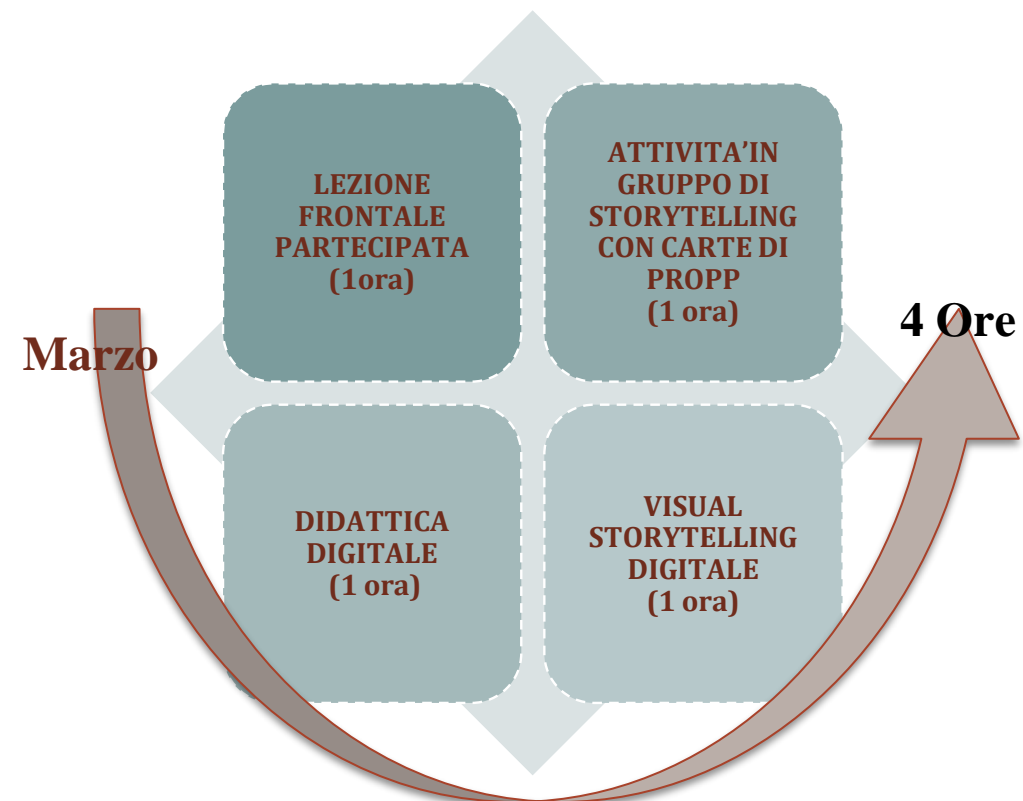 LEZIONE
FRONTALE
PARTECIPATA
(1ora)
ATTIVITA'IN
GRUPPO DI
STORYTELLING
CON CARTE DI
PROPP
(1 ora)
Marzo
4 Ore
DIDATTICA
DIGITALE
(1 ora)
VISUAL
STORYTELLING
DIGITALE
(1 ora)